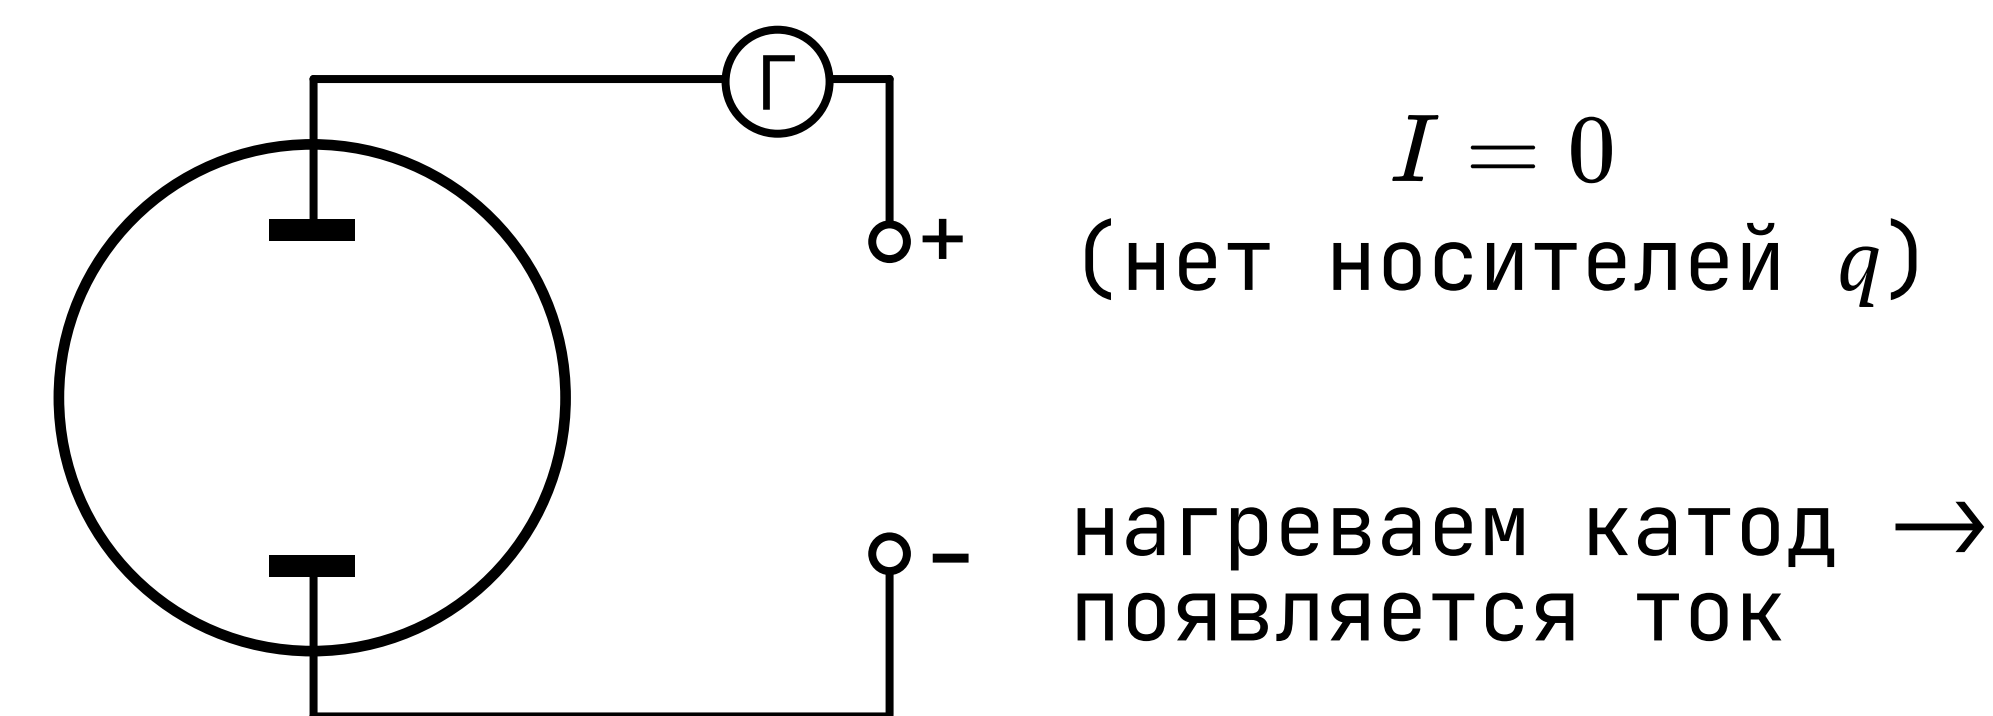 Г
I = 0
+
(нет носителей q)
-
нагреваем катод →
появляется ток